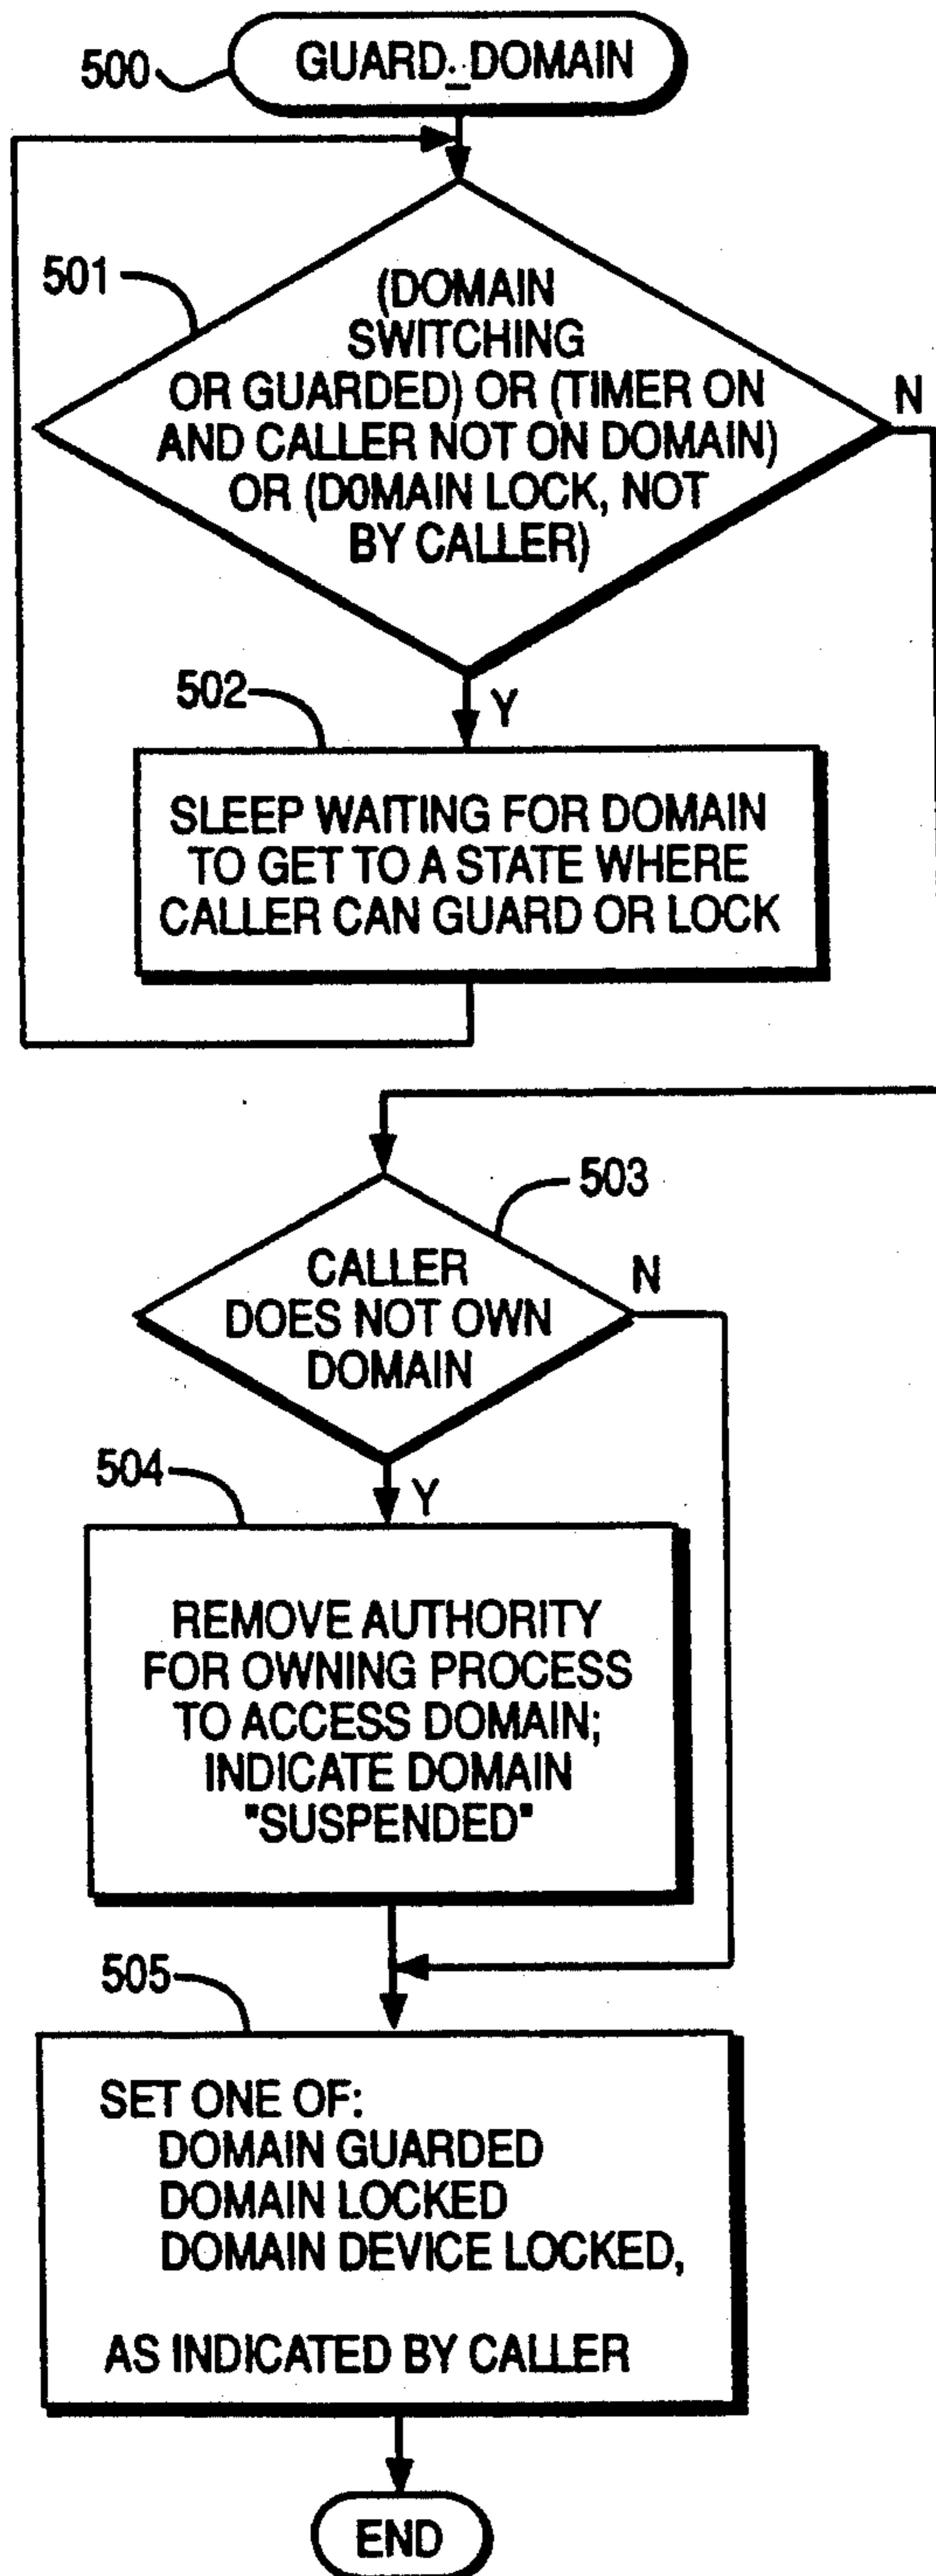 500
GUARD_DOMAIN
501
(DOMAIN
SWITCHING
OR GUARDED) OR (TIMER ON
AND CALLER NOT ON DOMAIN)
OR (DOMAIN LOCK, NOT
BY CALLER)
N
Y
502
SLEEP WAITING FOR DOMAIN
TO GET TO A STATE WHERE
CALLER CAN GUARD OR LOCK
503
CALLER
DOES NOT OWN
DOMAIN
N
Y
504
REMOVE AUTHORITY
FOR OWNING PROCESS
TO ACCESS DOMAIN;
INDICATE DOMAIN
"SUSPENDED"
505
SET ONE OF:
DOMAIN GUARDED
DOMAIN LOCKED
DOMAIN DEVICE LOCKED,
AS INDICATED BY CALLER
END